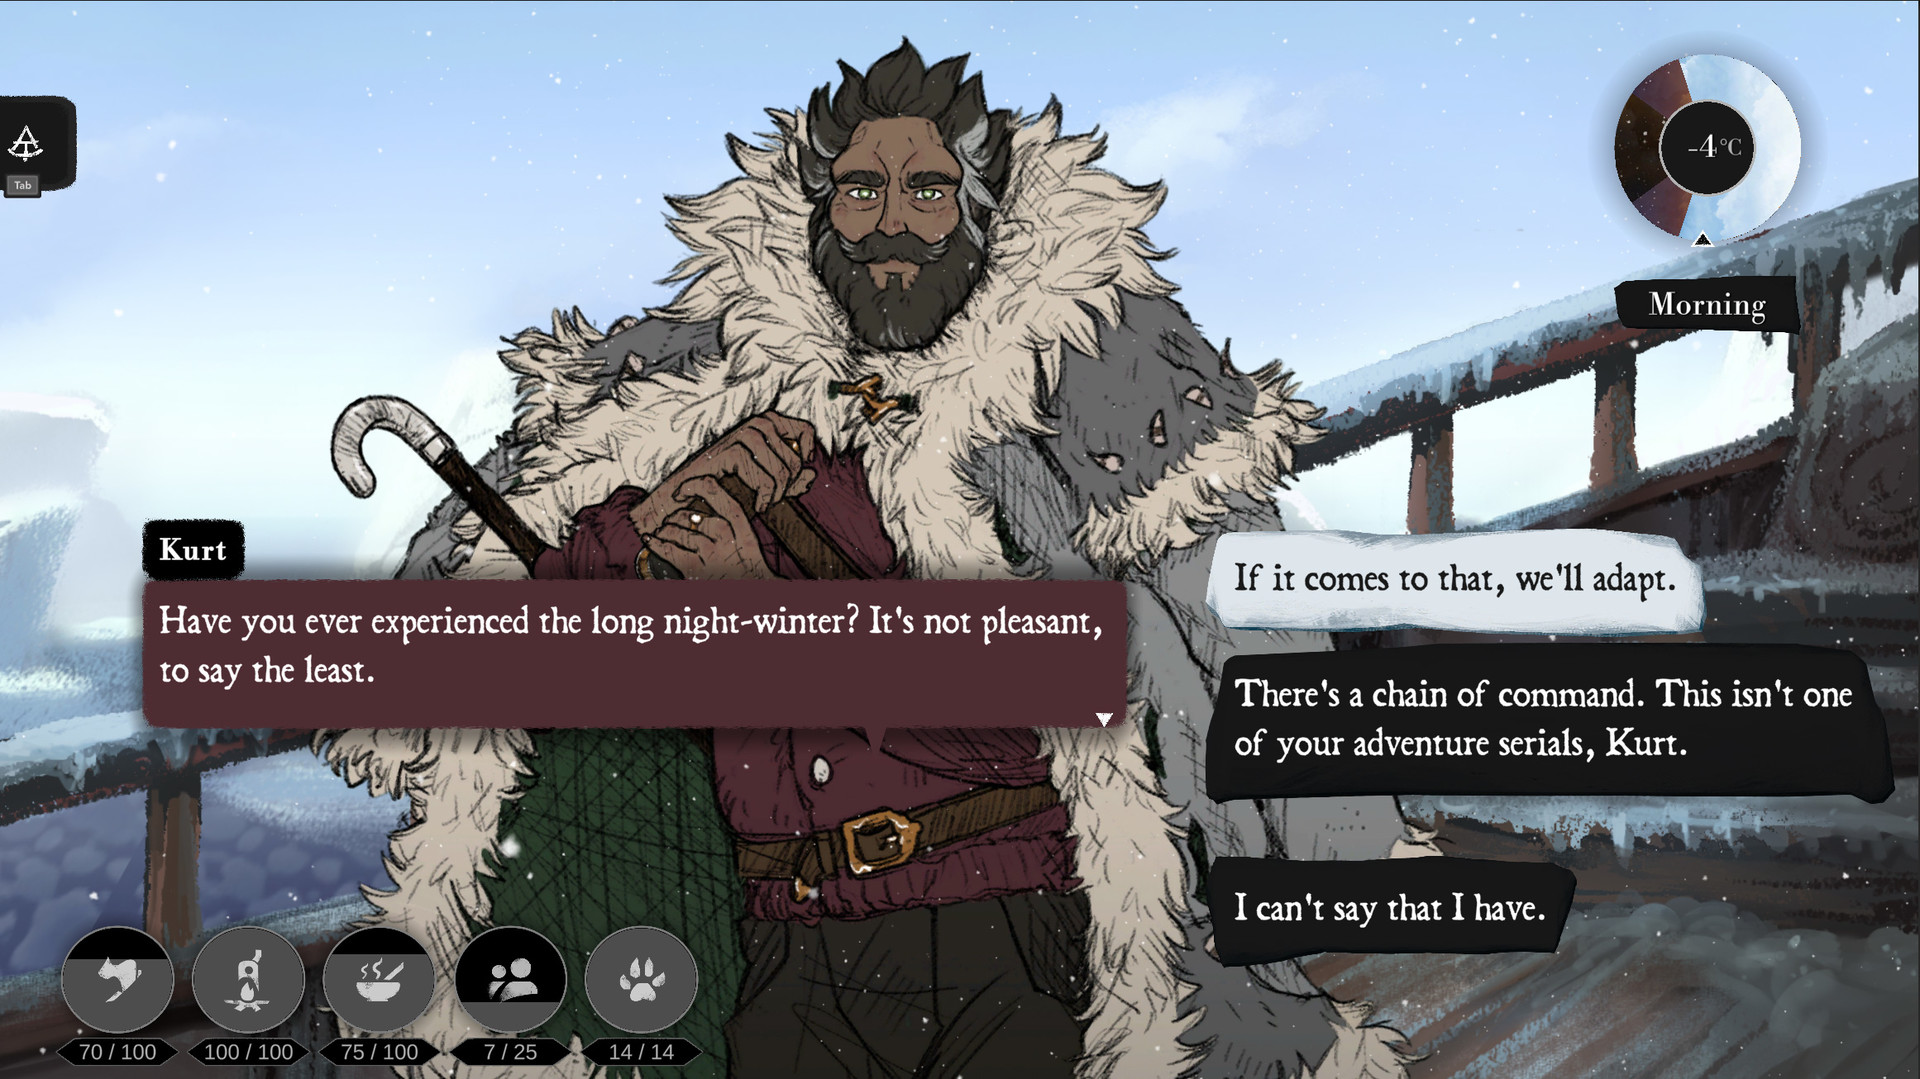 -4°C
Tab
Morning
Kurt
Have you ever experienced the long night-winter? It's not pleasant,
to say the least.
If it comes to that, we'll adapt.
There's a chain of command. This isn't one
of your adventure serials, Kurt.
I can't say that I have.
70 / 100
100 / 100
75 / 100
7 / 25
14 / 14